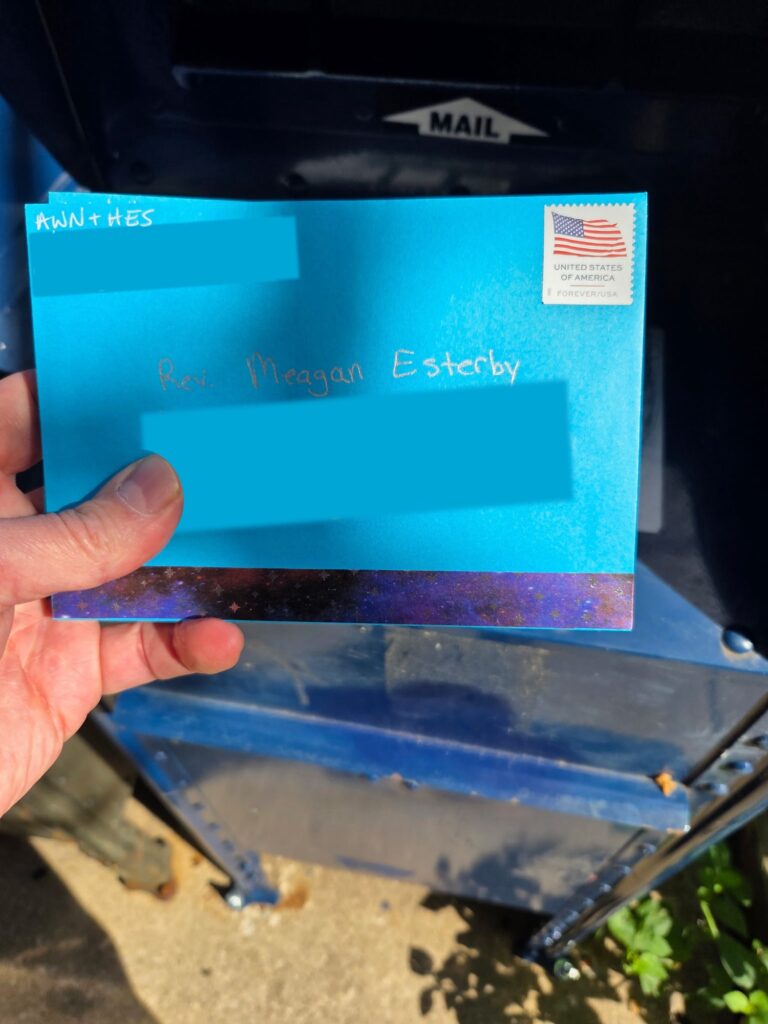 MAIL
AWN + HES
UNITED STATES
OF AMERICA
FOREVER/USA
Rev. Meagan Esterby